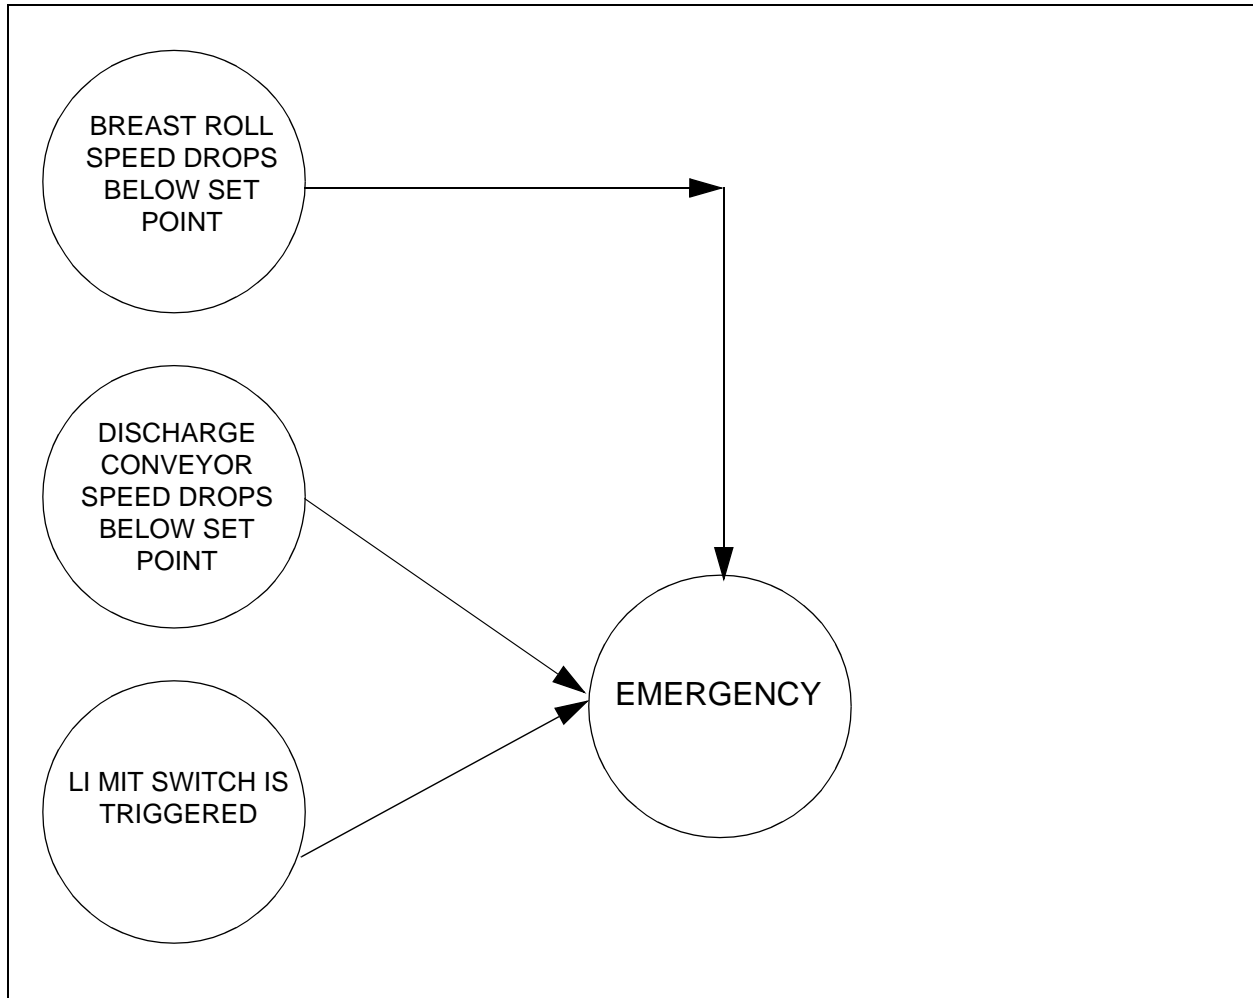 BREAST ROLL
SPEED DROPS
BELOW SET
POINT
DISCHARGE
CONVEYOR
SPEED DROPS
BELOW SET
POINT
EMERGENCY
LI MIT SWITCH IS
TRIGGERED